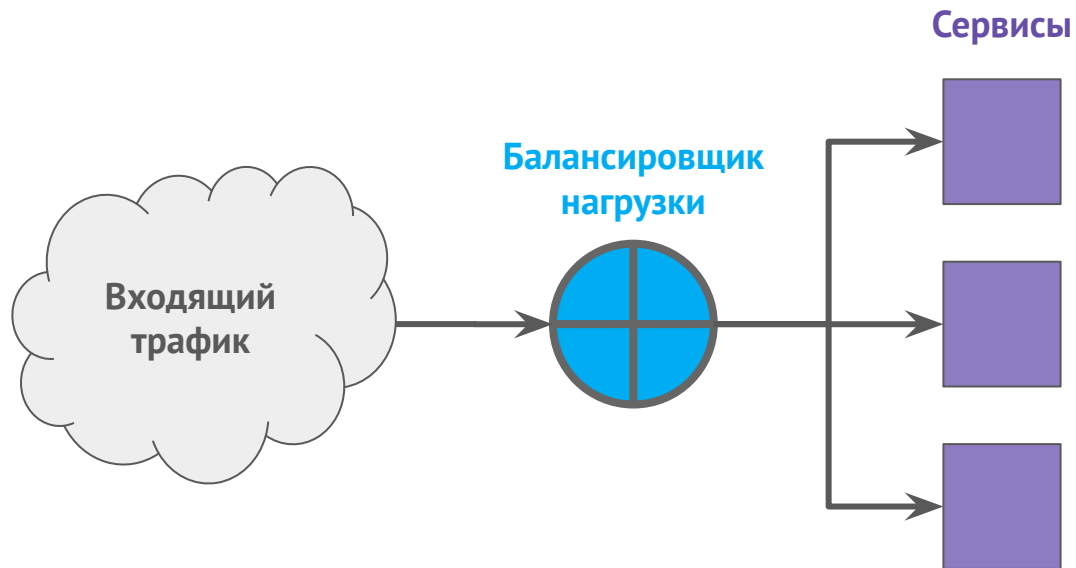 Сервисы
Балансировщик
нагрузки
Входящий
трафик